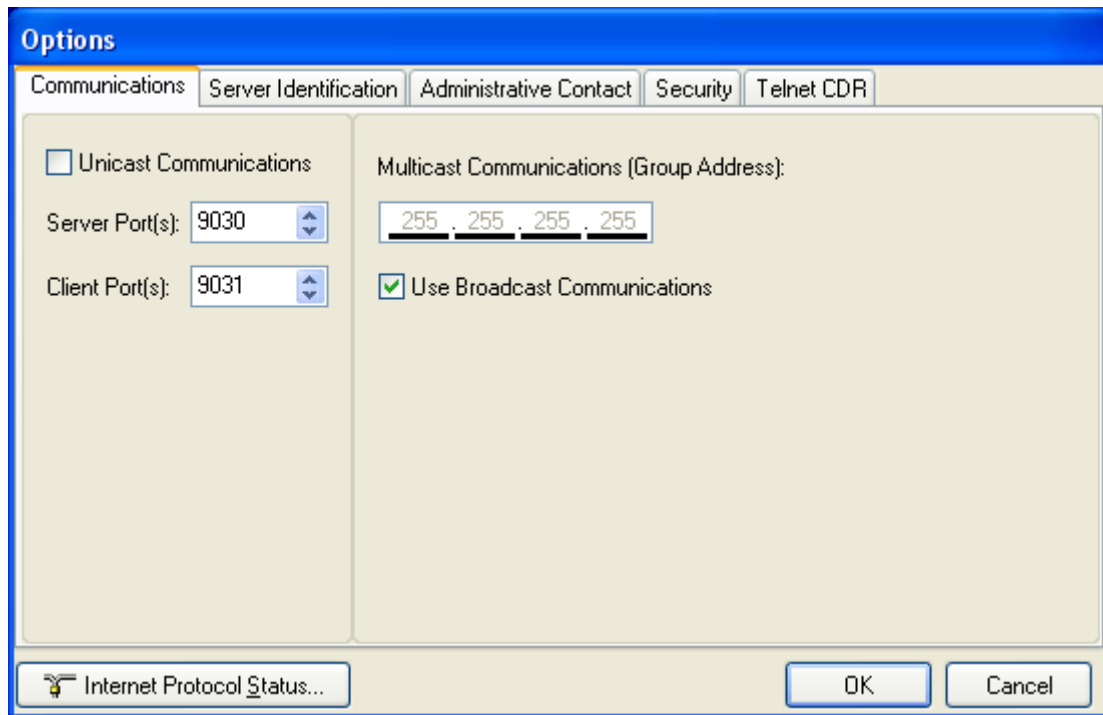 Options
Communications
Server Identification
Administrative Contact
Security
Telnet CDR
Unicast Communications
Server Port(s): 9030
Client Port(s): 9031
Multicast Communications (Group Address):
255 . 255 . 255 . 255
Use Broadcast Communications
Internet Protocol Status...
OK
Cancel